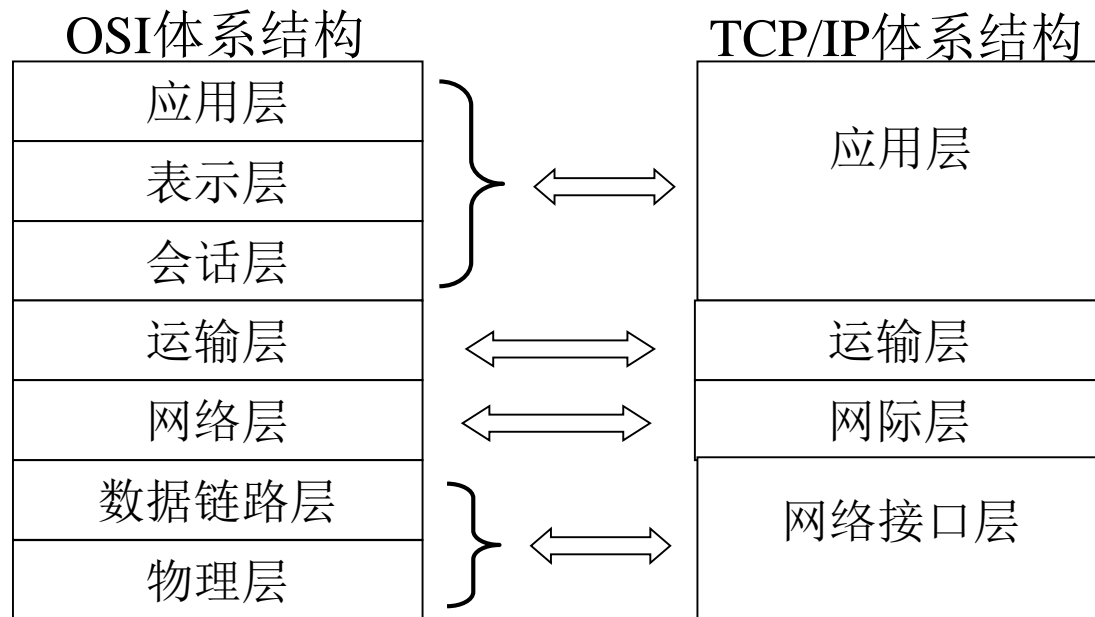 OSI体系结构
应用层
表示层
会话层
运输层
网络层
数据链路层
物理层
TCP/IP体系结构
应用层
运输层
网际层
网络接口层